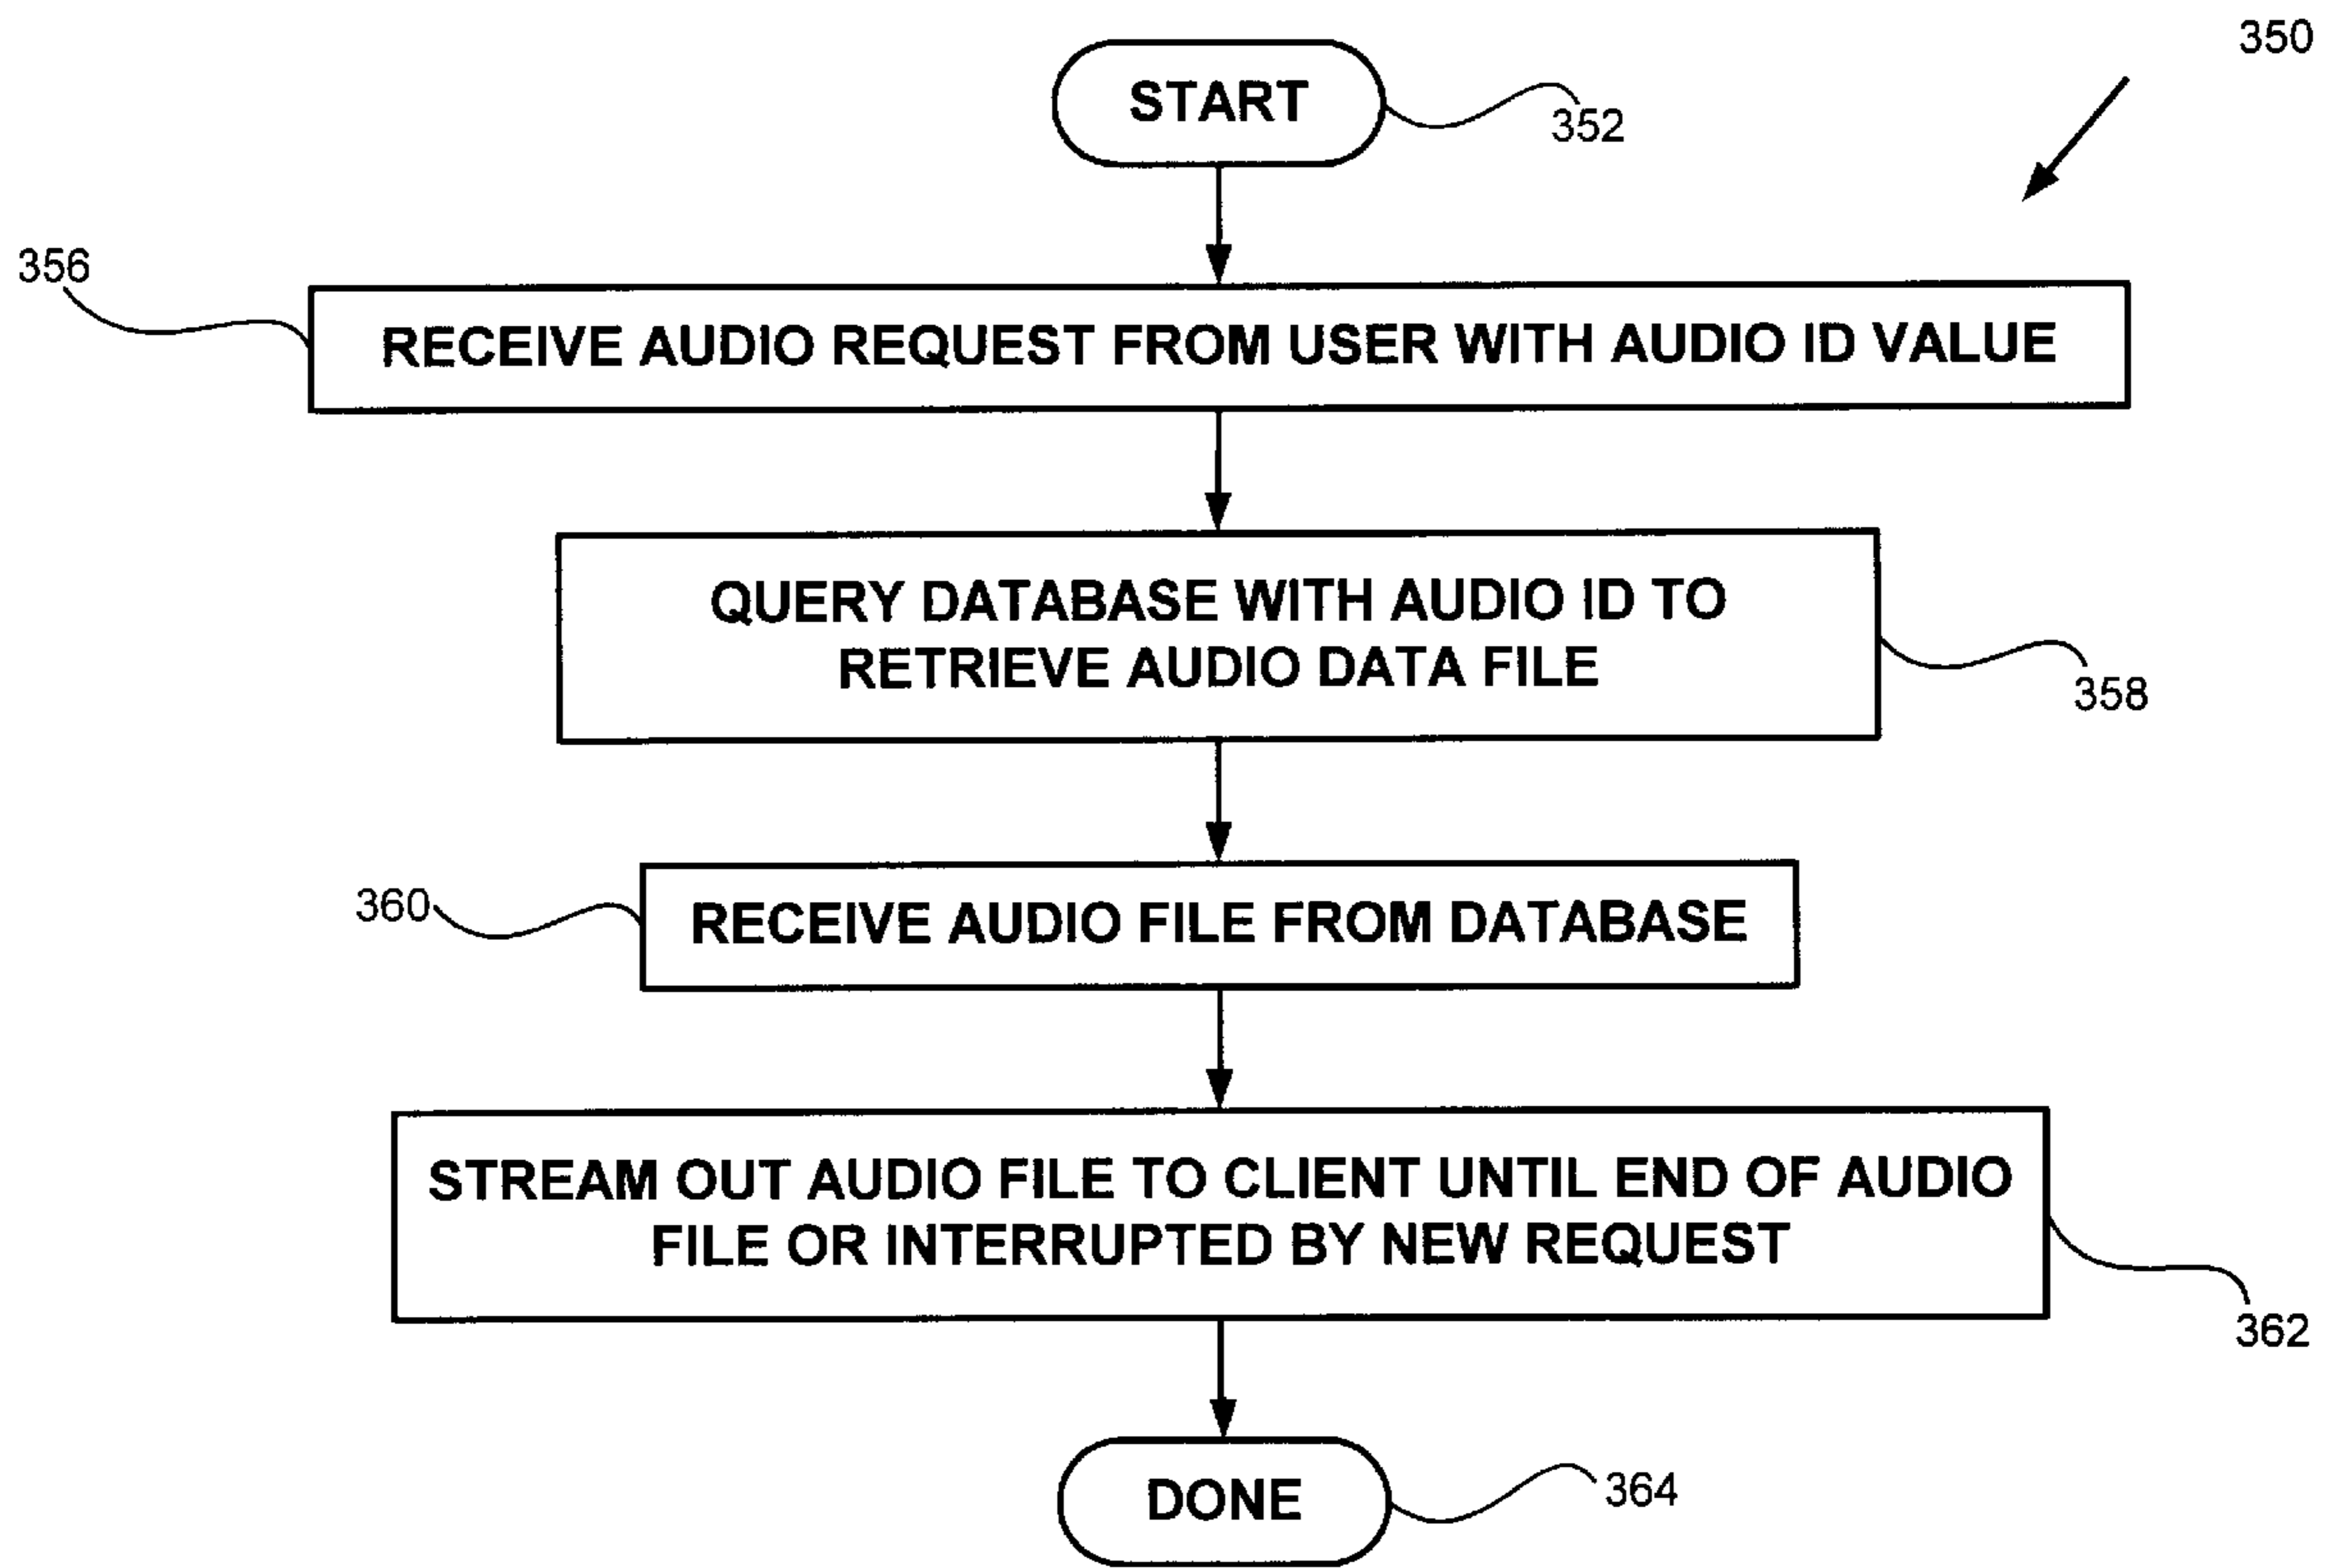 350
START
352
356
RECEIVE AUDIO REQUEST FROM USER WITH AUDIO ID VALUE
QUERY DATABASE WITH AUDIO ID TO
RETRIEVE AUDIO DATA FILE
358
360
RECEIVE AUDIO FILE FROM DATABASE
STREAM OUT AUDIO FILE TO CLIENT UNTIL END OF AUDIO
FILE OR INTERRUPTED BY NEW REQUEST
362
DONE
364